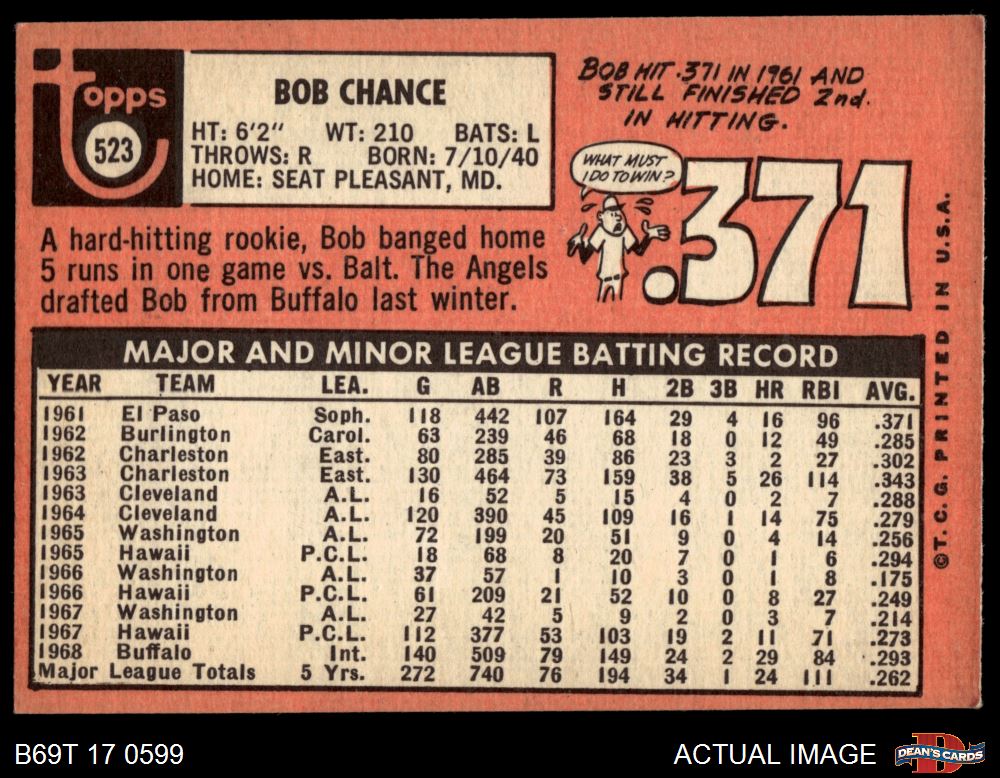 Topps
523
BOB CHANCE
HT: 6'2" WT: 210 BATS: L
THROWS: R BORN: 7/10/40
HOME: SEAT PLEASANT, MD.
BOB HIT .371 IN 1961 AND
STILL FINISHED 2nd.
IN HITTING.
WHAT MUST
I DO TO WIN?
.371
A hard-hitting rookie, Bob banged home
5 runs in one game vs. Balt. The Angels
drafted Bob from Buffalo last winter.
MAJOR AND MINOR LEAGUE BATTING RECORD
YEAR TEAM LEA. G AB R H 2B 3B HR RBI AVG.
1961 El Paso Soph. 118 442 107 164 29 4 16 96 .371
1962 Burlington Carol. 63 239 46 68 18 0 12 49 .285
1962 Charleston East. 80 285 39 86 23 3 2 27 .302
1963 Charleston East. 130 464 73 159 38 5 26 114 .343
1963 Cleveland A.L. 16 52 5 15 4 0 2 7 .288
1964 Cleveland A.L. 120 390 45 109 16 1 14 75 .279
1965 Washington A.L. 72 199 20 51 9 0 4 14 .256
1965 Hawaii P.C.L. 18 68 8 20 7 0 1 6 .294
1966 Washington A.L. 37 57 1 10 3 0 1 8 .175
1966 Hawaii P.C.L. 61 209 21 52 10 0 8 27 .249
1967 Washington A.L. 27 42 5 9 2 0 3 7 .214
1967 Hawaii P.C.L. 112 377 53 103 19 2 11 71 .273
1968 Buffalo Int. 140 509 79 149 24 2 29 84 .293
Major League Totals 5 Yrs. 272 740 76 194 34 1 24 111 .262
©T.C.G. PRINTED IN U.S.A.
B69T 17 0599
ACTUAL IMAGE
DEAN'S CARDS